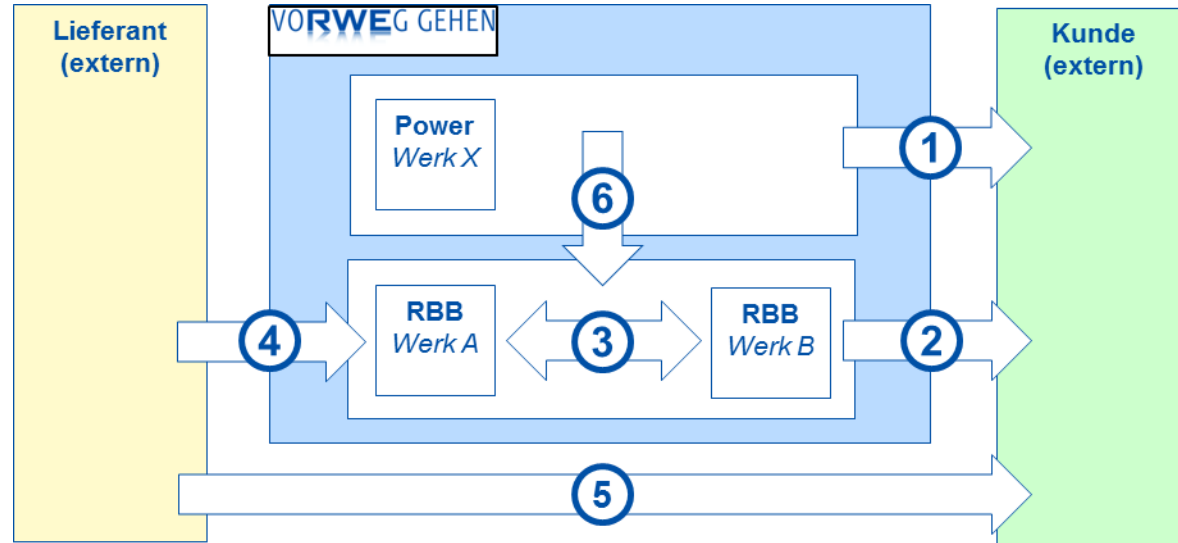 Lieferant
(extern)
VORWEG GEHEN
Kunde
(extern)
Power
Werk X
1
6
RBB
Werk A
RBB
Werk B
4
3
2
5